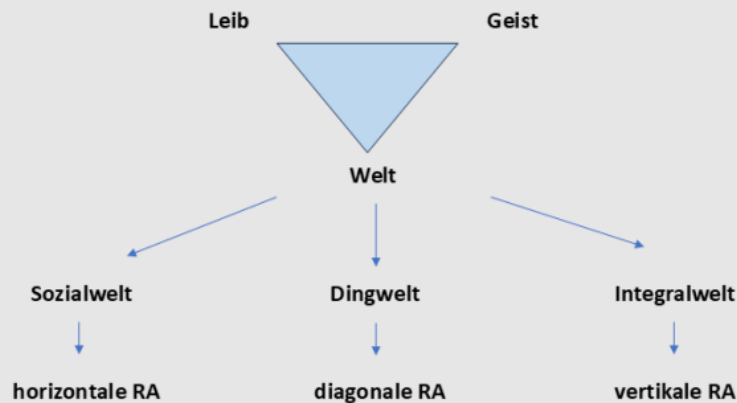 Leib Geist
Welt
Sozialwelt Dingwelt Integralwelt
horizontale RA diagonale RA vertikale RA